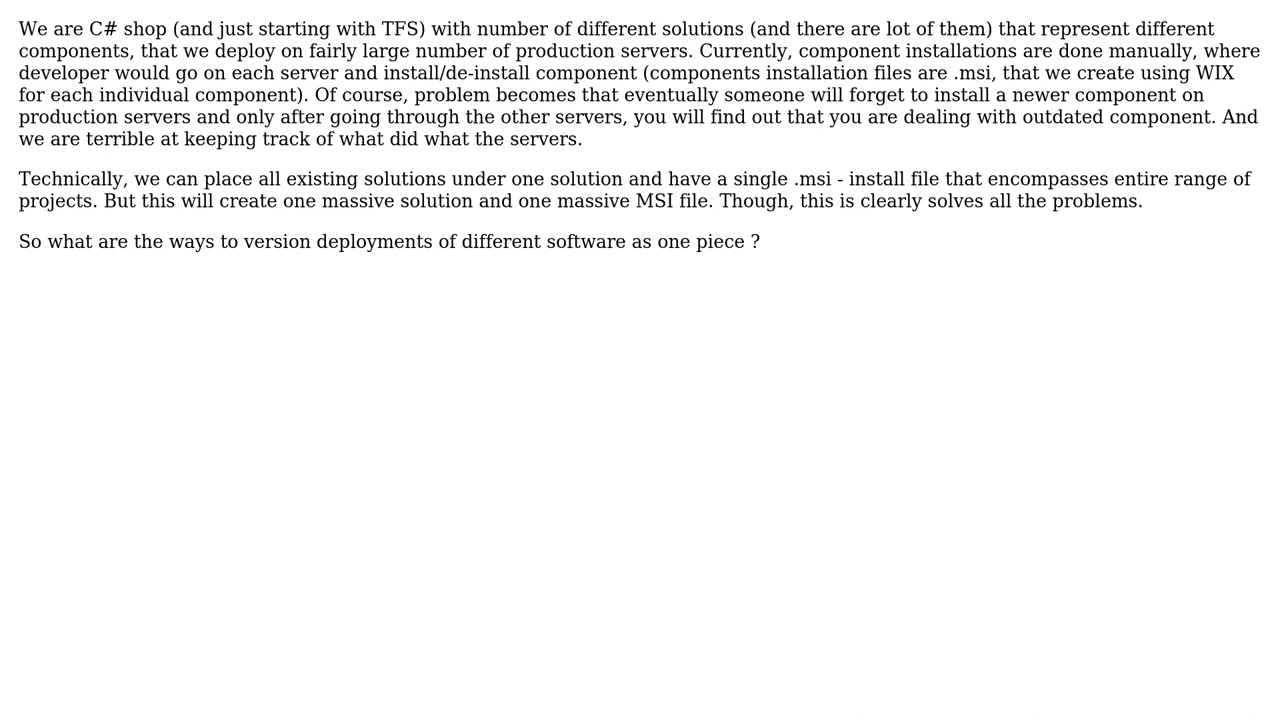 We are C# shop (and just starting with TFS) with number of different solutions (and there are lot of them) that represent different
components, that we deploy on fairly large number of production servers. Currently, component installations are done manually, where
developer would go on each server and install/de-install component (components installation files are .msi, that we create using WIX
for each individual component). Of course, problem becomes that eventually someone will forget to install a newer component on
production servers and only after going through the other servers, you will find out that you are dealing with outdated component. And
we are terrible at keeping track of what did what the servers.
Technically, we can place all existing solutions under one solution and have a single .msi - install file that encompasses entire range of
projects. But this will create one massive solution and one massive MSI file. Though, this is clearly solves all the problems.
So what are the ways to version deployments of different software as one piece ?